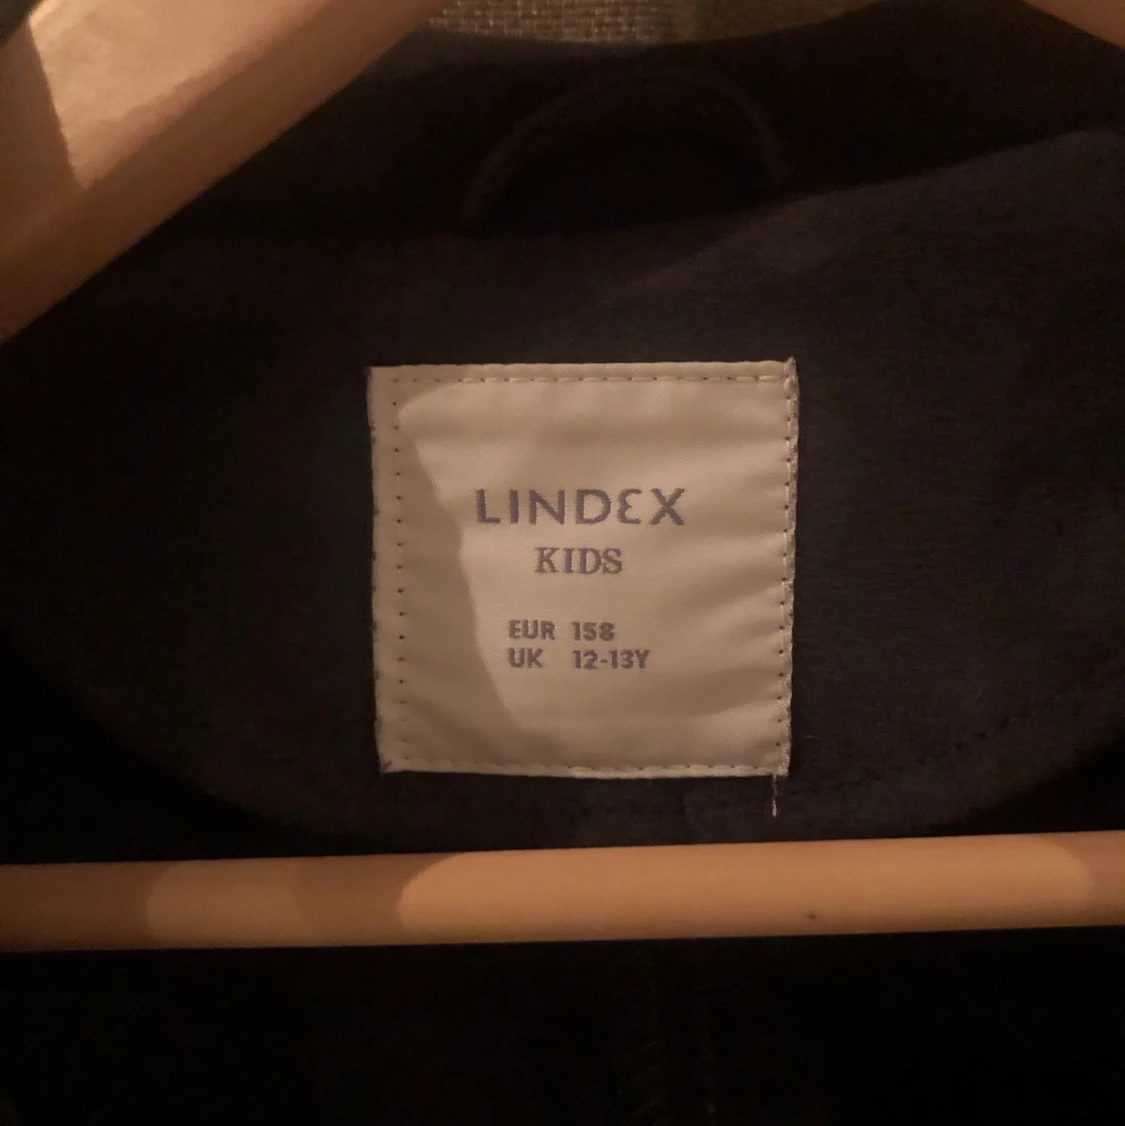 LINDEX
KIDS
EUR 158
UK 12-13Y